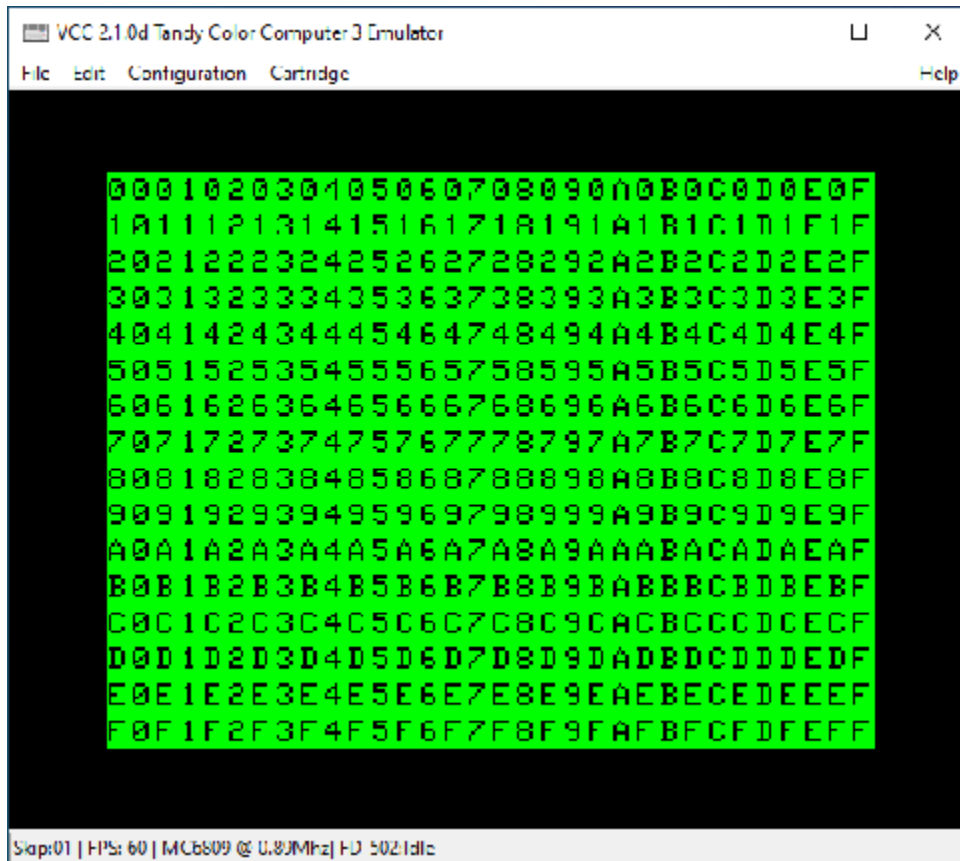 VCC 2.1.0d Tandy Color Computer 3 Emulator
File Edit Configuration Cartridge Help
000102030405060708090A0B0C0D0E0F
101112131415161718191A1B1C1D1E1F
202122232425262728292A2B2C2D2E2F
303132333435363738393A3B3C3D3E3F
404142434445464748494A4B4C4D4E4F
505152535455565758595A5B5C5D5E5F
606162636465666768696A6B6C6D6E6F
707172737475767778797A7B7C7D7E7F
808182838485868788898A8B8C8D8E8F
909192939495969798999A9B9C9D9E9F
A0A1A2A3A4A5A6A7A8A9AAABACADAEAF
B0B1B2B3B4B5B6B7B8B9BABBBCBDBEBF
C0C1C2C3C4C5C6C7C8C9CACBCCCDCECF
D0D1D2D3D4D5D6D7D8D9DADBDCDDDEDF
E0E1E2E3E4E5E6E7E8E9EAEBECEDEEEF
F0F1F2F3F4F5F6F7F8F9FAFBFCFDFEFF
Skip:01 | FPS: 60 | MC6809 @ 0.89Mhz| FD-502:Idle